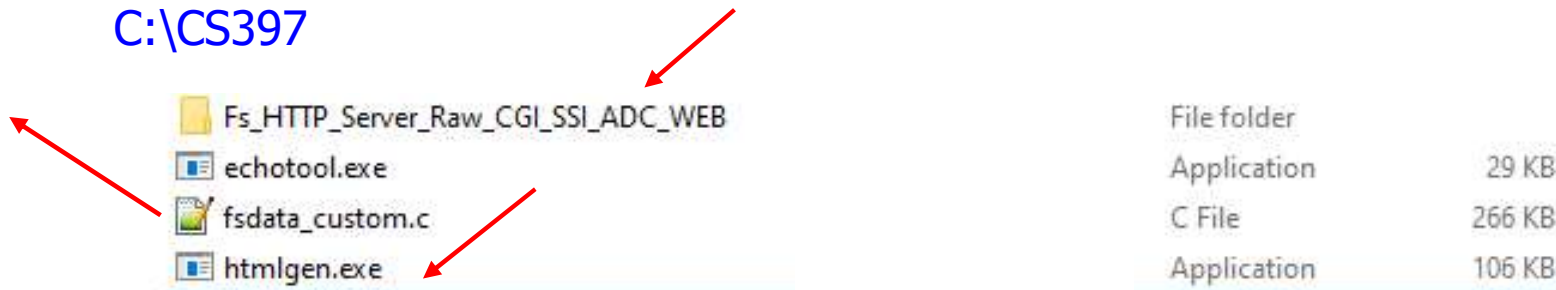 C:\CS397
Fs_HTTP_Server_Raw_CGI_SSI_ADC_WEB File folder
echotool.exe Application 29 KB
fsdata_custom.c C File 266 KB
htmlgen.exe Application 106 KB